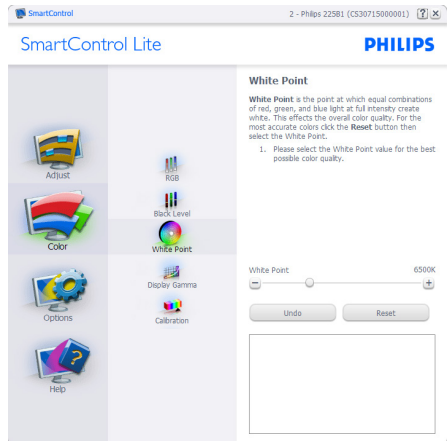 SmartControl
2 - Philips 225B1 (CS30715000001)
SmartControl Lite
PHILIPS
Adjust
Color
Options
Help
RGB
Black Level
White Point
Display Gamma
Calibration
White Point
White Point is the point at which equal combinations
of red, green, and blue light at full intensity create
white. This effects the overall color quality. For the
most accurate colors click the Reset button then
select the White Point.
1. Please select the White Point value for the best
possible color quality.
White Point 6500K
Undo Reset